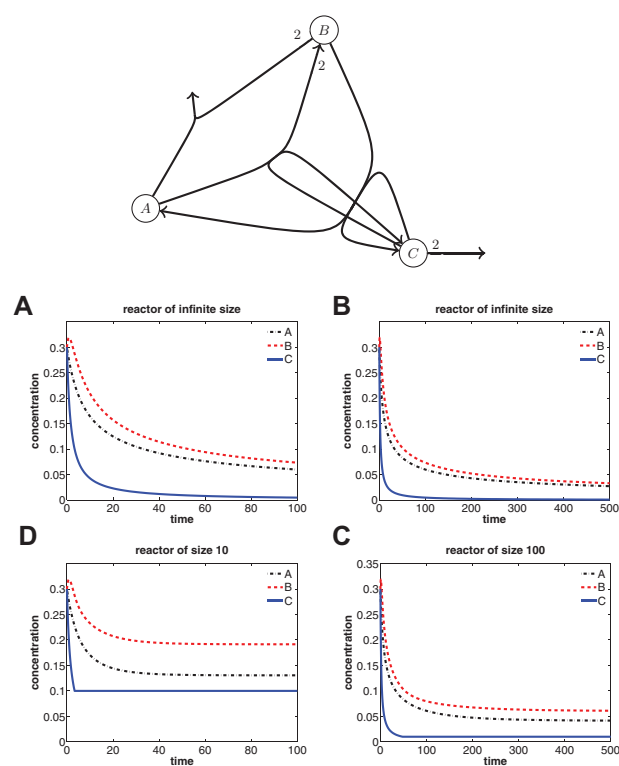 2
B
2
A
C
2
A
reactor of infinite size
0.3
0.25
0.2
0.15
0.1
0.05
0
0 20 40 60 80 100
concentration
time
A
B
C
B
reactor of infinite size
0.3
0.25
0.2
0.15
0.1
0.05
0
0 100 200 300 400 500
concentration
time
A
B
C
D
reactor of size 10
0.3
0.25
0.2
0.15
0.1
0.05
0
0 20 40 60 80 100
concentration
time
A
B
C
C
reactor of size 100
0.35
0.3
0.25
0.2
0.15
0.1
0.05
0
0 100 200 300 400 500
concentration
time
A
B
C